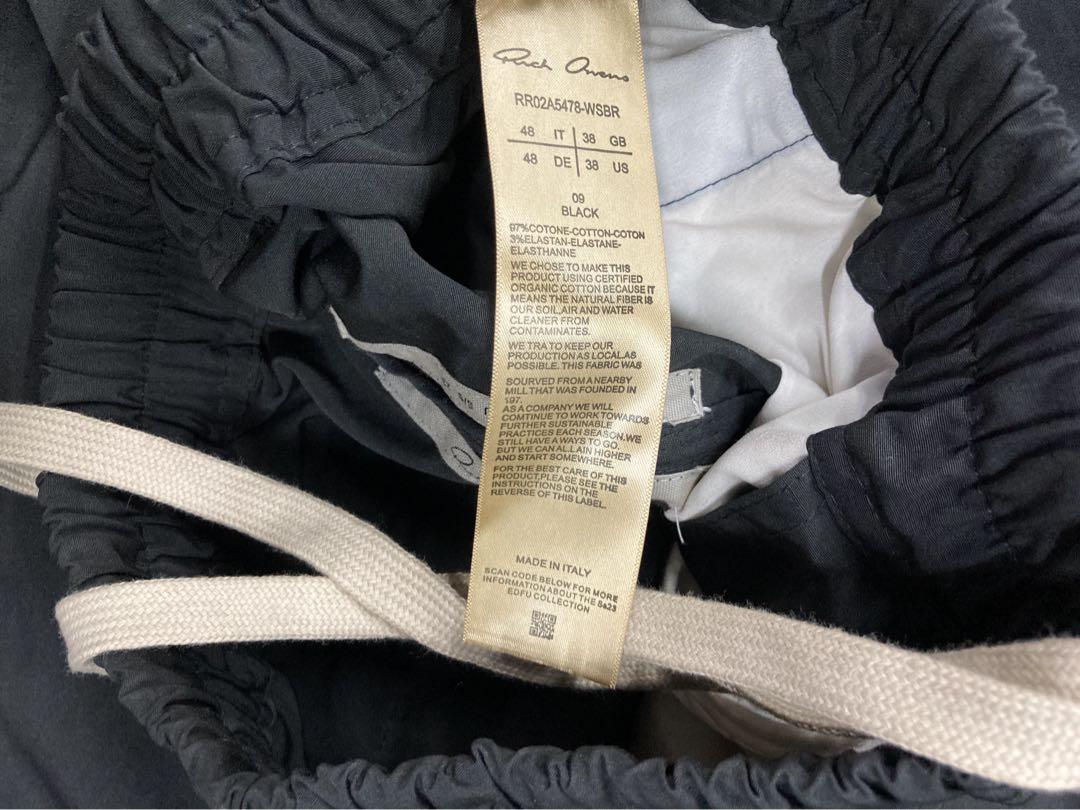 Rick Owens
RR02A5478-WSBR
48 IT 38 GB
48 DE 38 US
09
BLACK
97%COTONE-COTTON-COTON
3%ELASTAN-ELASTANE-
ELASTHANNE
WE CHOSE TO MAKE THIS
PRODUCT USING CERTIFIED
ORGANIC COTTON BECAUSE IT
MEANS THE NATURAL FIBER IS
OUR SOIL,AIR AND WATER
CLEANER FROM
CONTAMINATES.
WE TRA TO KEEP OUR
PRODUCTION AS LOCAL.AS
POSSIBLE. THIS FABRIC WAS
SOURVED FROM A NEARBY
MILL THAT WAS FOUNDED IN
197.
AS A COMPANY WE WILL
CONTINUE TO WORK TOWARDS
FURTHER SUSTAINABLE
PRACTICES EACH SEASON.WE
STILL HAVE A WAYS TO GO.
BUT WE CAN ALL AIN HIGHER
AND START SOMEWHERE.
FOR THE BEST CARE OF THIS
PRODUCT,PLEASE SEE THE
INSTRUCTIONS ON THE
REVERSE OF THIS LABEL.
MADE IN ITALY
SCAN CODE BELOW FOR MORE
INFORMATION ABOUT THE Ss23
EDFU COLLECTION